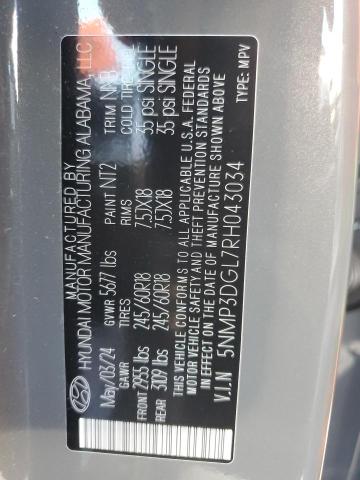 MANUFACTURED BY
HYUNDAI MOTOR MANUFACTURING ALABAMA, LLC
May/03/24 GVWR 5677 lbs PAINT NT2 TRIM NNB
GAWR TIRES RIMS COLD TIRE
FRONT 2955 lbs 245/60R18 7.5JX18 35 psi SINGLE
REAR 3109 lbs 245/60R18 7.5JX18 35 psi SINGLE
THIS VEHICLE CONFORMS TO ALL APPLICABLE U.S.A. FEDERAL
MOTOR VEHICLE SAFETY, BUMPER, AND THEFT PREVENTION STANDARDS
IN EFFECT ON THE DATE OF MANUFACTURE SHOWN ABOVE.
V.I.N 5NMP3DGL7RH043034 TYPE: MPV